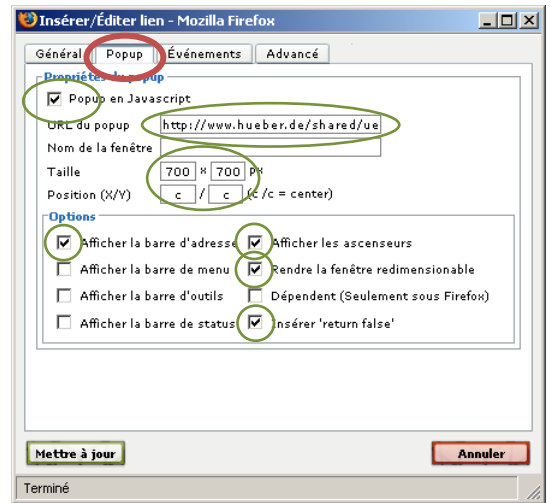 Insérer/Éditer lien - Mozilla Firefox
Général Popup Événements Advancé
Propriétés du popup
Popup en Javascript
URL du popup http://www.hueber.de/shared/ue
Nom de la fenêtre
Taille 700 × 700 px
Position (X/Y) c / c (c /c = center)
Options
Afficher la barre d'adresse Afficher les ascenseurs
Afficher la barre de menu Rendre la fenêtre redimensionable
Afficher la barre d'outils Dépendent (Seulement sous Firefox)
Afficher la barre de status Insérer 'return false'
Mettre à jour Annuler
Terminé